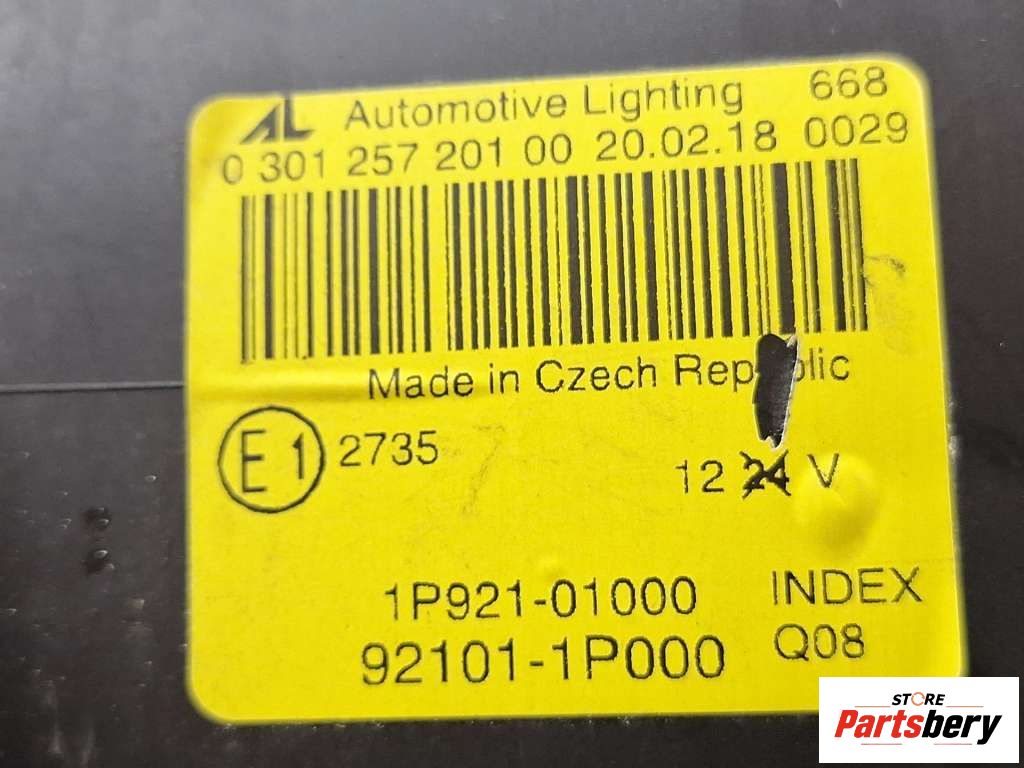 AL Automotive Lighting 668
0 301 257 201 00 20.02.18 0029
Made in Czech
E1 2735
12 24 V
1P921-01000 INDEX
92101-1P000 Q08
STORE
Partsbery